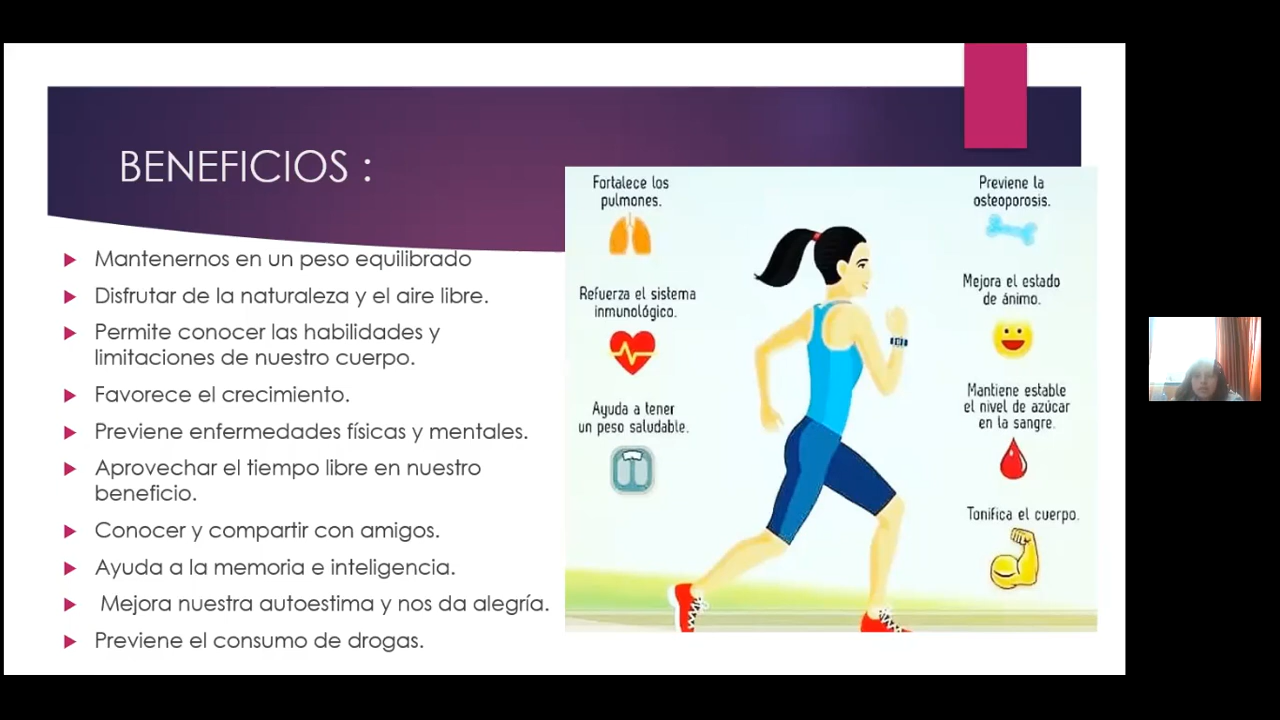 BENEFICIOS :
Mantenernos en un peso equilibrado
Disfrutar de la naturaleza y el aire libre.
Permite conocer las habilidades y
limitaciones de nuestro cuerpo.
Favorece el crecimiento.
Previene enfermedades físicas y mentales.
Aprovechar el tiempo libre en nuestro
beneficio.
Conocer y compartir con amigos.
Ayuda a la memoria e inteligencia.
Mejora nuestra autoestima y nos da alegría.
Previene el consumo de drogas.
Fortalece los
pulmones.
Refuerza el sistema
inmunológico.
Ayuda a tener
un peso saludable.
Previene la
osteoporosis.
Mejora el estado
de ánimo.
Mantiene estable
el nivel de azúcar
en la sangre.
Tonifica el cuerpo.